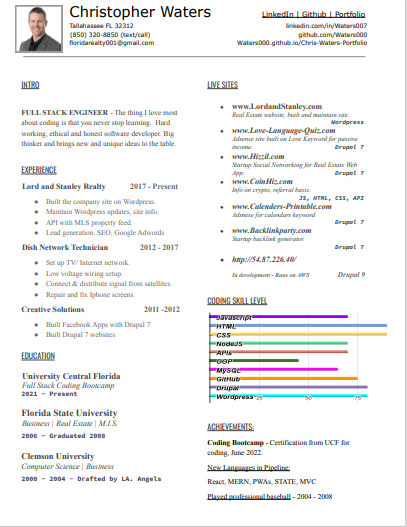 Christopher Waters
Tallahassee FL 32312
(850) 320-8850 (text/call)
floridarealty001@gmail.com
LinkedIn | Github | Portfolio
linkedin.com/in/Waters007
github.com/Waters000
Waters000.github.io/Chris-Waters-Portfolio
INTRO
FULL STACK ENGINEER - The thing I love most
about coding is that you never stop learning. Hard
working, ethical and honest software developer. Big
thinker and brings new and unique ideas to the table.
EXPERIENCE
Lord and Stanley Realty 2017 - Present
● Built the company site on Wordpress.
● Maintain Wordpress updates, site info.
● API with MLS property feed.
● Lead generation, SEO, Google Adwords
Dish Network Technician 2012 - 2017
● Set up TV/ Internet network.
● Low voltage wiring setup.
● Connect & distribute signal from satellites.
● Repair and fix Iphone screens.
Creative Solutions 2011 -2012
● Built Facebook Apps with Drupal 7
● Built Drupal 7 websites
EDUCATION
University Central Florida
Full Stack Coding Bootcamp
2021 – Present
Florida State University
Business | Real Estate | M.I.S.
2006 – Graduated 2008
Clemson University
Computer Science | Business
2000 – 2004 – Drafted by LA. Angels
LIVE SITES
● www.LordandStanley.com
Real Estate website, built and maintain site.
Wordpress
● www.Love-Language-Quiz.com
Adsense site built on Love Keyword for passive
income. Drupal 7
● www.Hizzil.com
Startup Social Networking for Real Estate Web
App. Drupal 7
● www.CoinHiz.com
Info on crypto, referral basis.
JS, HTML, CSS, API
● www.Calenders-Printable.com
Adsense for calendars keyword
Drupal 7
● www.Backlinkparty.com
Startup backlink generator.
Drupal 7
● http://54.87.226.40/
In development - Runs on AWS Drupal 9
CODING SKILL LEVEL
Javascript
HTML
CSS
NodeJS
APIs
OOP
MySQL
GitHub
Drupal
Wordpress
25 50 75
ACHIEVEMENTS:
Coding Bootcamp - Certification from UCF for
coding, June 2022.
New Languages in Pipeline:
React, MERN, PWAs, STATE, MVC
Played professional baseball - 2004 - 2008